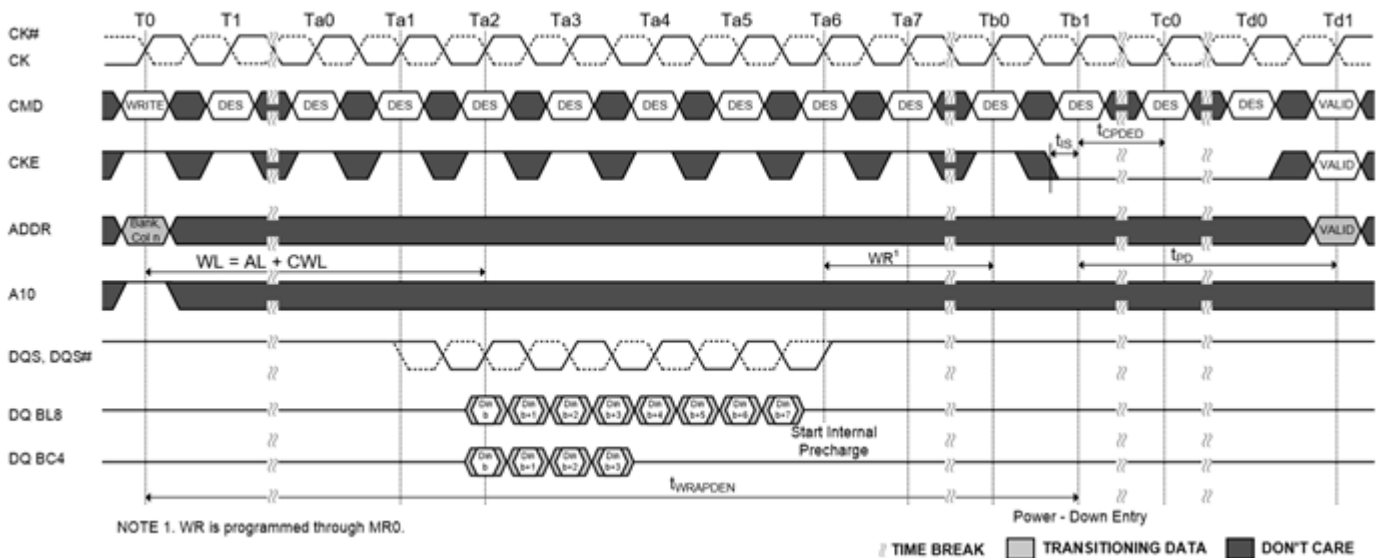 T0 T1 Ta0 Ta1 Ta2 Ta3 Ta4 Ta5 Ta6 Ta7 Tb0 Tb1 Tc0 Td0 Td1
CK#
CK
CMD WRITE DES DES DES DES DES DES DES DES DES DES DES DES DES VALID
tIS tCPDED
CKE VALID
ADDR Bank, Col n VALID
WL = AL + CWL WR¹ tPD
A10
DQS, DQS#
DQ BL8 Din b Din b+1 Din b+2 Din b+3 Din b+4 Din b+5 Din b+6 Din b+7
Start Internal
Precharge
DQ BC4 Din b Din b+1 Din b+2 Din b+3
tWRAPDEN
NOTE 1. WR is programmed through MR0.
Power - Down Entry
TIME BREAK TRANSITIONING DATA DON'T CARE